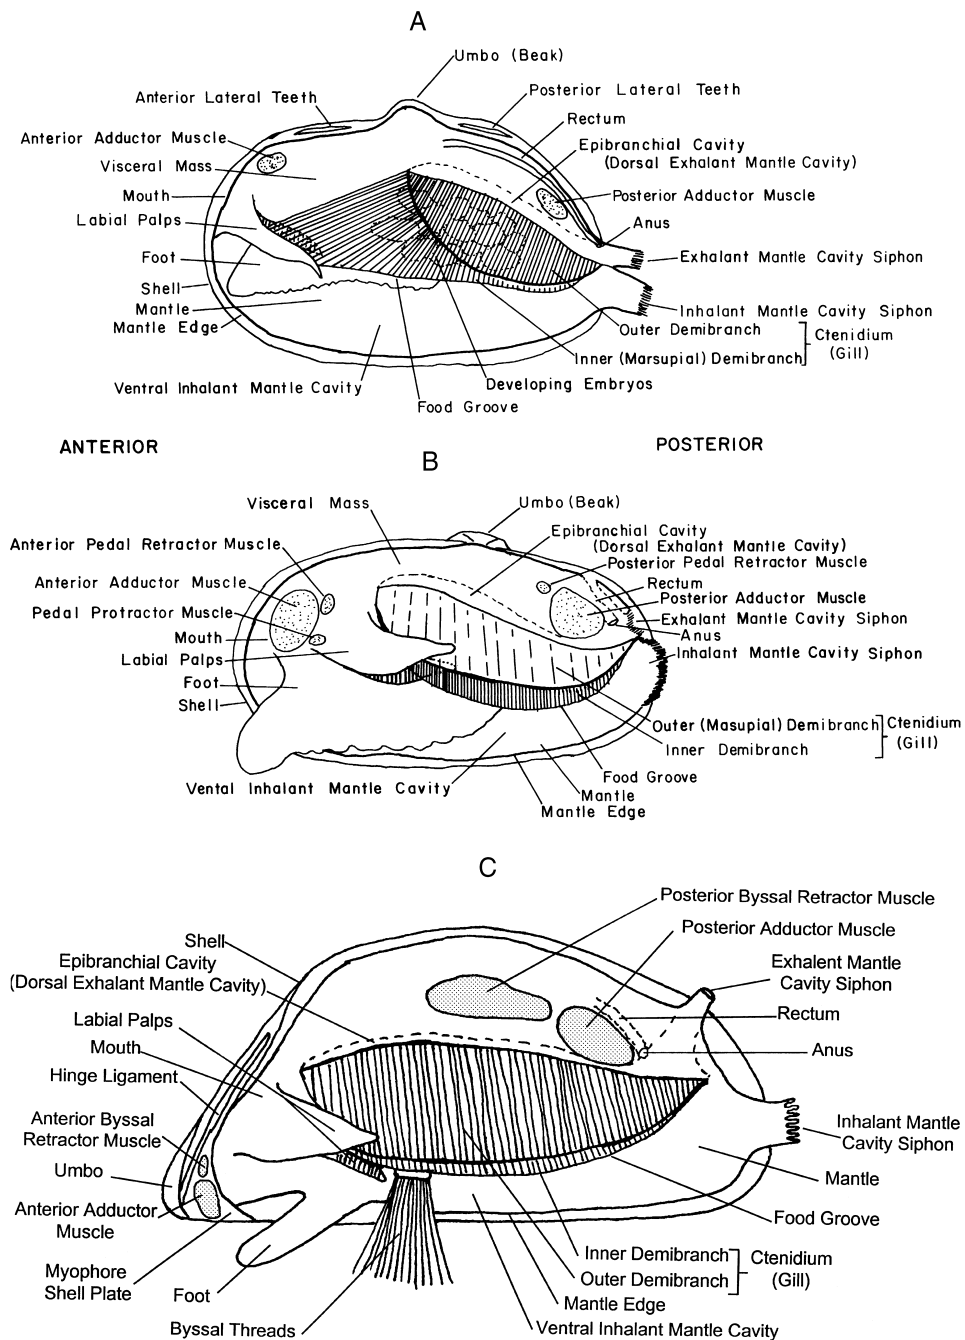 A
Umbo (Beak)
Anterior Lateral Teeth
Posterior Lateral Teeth
Rectum
Anterior Adductor Muscle
Epibranchial Cavity
(Dorsal Exhalant Mantle Cavity)
Visceral Mass
Mouth
Posterior Adductor Muscle
Labial Palps
Anus
Foot
Exhalant Mantle Cavity Siphon
Shell
Mantle
Inhalant Mantle Cavity Siphon
Mantle Edge
Outer Demibranch
Ctenidium
(Gill)
Inner (Marsupial) Demibranch
Ventral Inhalant Mantle Cavity
Developing Embryos
Food Groove
ANTERIOR
POSTERIOR
B
Visceral Mass
Umbo (Beak)
Epibranchial Cavity
(Dorsal Exhalant Mantle Cavity)
Anterior Pedal Retractor Muscle
Posterior Pedal Retractor Muscle
Anterior Adductor Muscle
Rectum
Posterior Adductor Muscle
Pedal Protractor Muscle
Exhalant Mantle Cavity Siphon
Mouth
Anus
Labial Palps
Inhalant Mantle Cavity Siphon
Foot
Shell
Outer (Masupial) Demibranch
Ctenidium
(Gill)
Inner Demibranch
Food Groove
Vental Inhalant Mantle Cavity
Mantle
Mantle Edge
C
Posterior Byssal Retractor Muscle
Posterior Adductor Muscle
Shell
Epibranchial Cavity
(Dorsal Exhalant Mantle Cavity)
Exhalent Mantle
Cavity Siphon
Labial Palps
Rectum
Mouth
Anus
Hinge Ligament
Anterior Byssal
Retractor Muscle
Inhalant Mantle
Cavity Siphon
Umbo
Mantle
Anterior Adductor
Muscle
Food Groove
Myophore
Shell Plate
Inner Demibranch
Outer Demibranch
Ctenidium
(Gill)
Foot
Mantle Edge
Byssal Threads
Ventral Inhalant Mantle Cavity